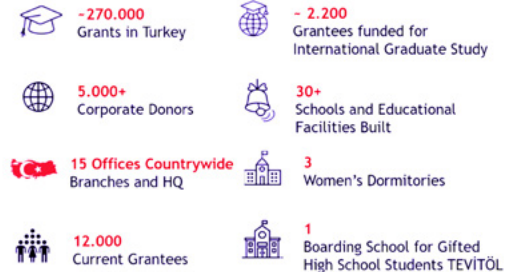 ~270.000
Grants in Turkey
~ 2.200
Grantees funded for
International Graduate Study
5.000+
Corporate Donors
30+
Schools and Educational
Facilities Built
15 Offices Countrywide
Branches and HQ
3
Women's Dormitories
12.000
Current Grantees
1
Boarding School for Gifted
High School Students TEVİTÖL